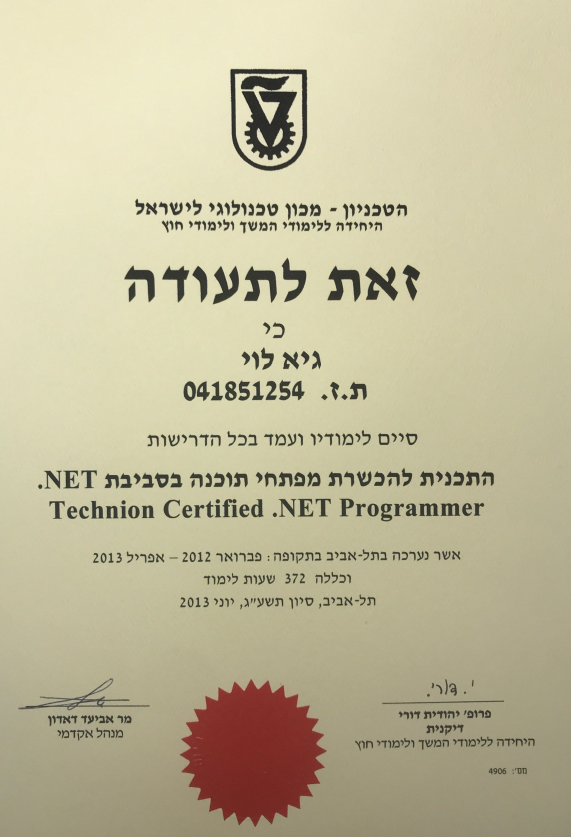 הטכניון - מכון טכנולוגי לישראל
היחידה ללימודי המשך ולימודי חוץ
זאת לתעודה
כי
גיא לוי
ת.ז. 041851254
סיים לימודיו ועמד בכל הדרישות
התכנית להכשרת מפתחי תוכנה בסביבת NET.
Technion Certified .NET Programmer
אשר נערכה בתל-אביב בתקופה: פברואר 2012 – אפריל 2013
וכללה 372 שעות לימוד
תל-אביב, סיון תשע״ג, יוני 2013
י. דורי.
פרופ׳ יהודית דורי
דיקנית
היחידה ללימודי המשך ולימודי חוץ
מר אביעד דאדון
מנהל אקדמי
מס׳: 4906